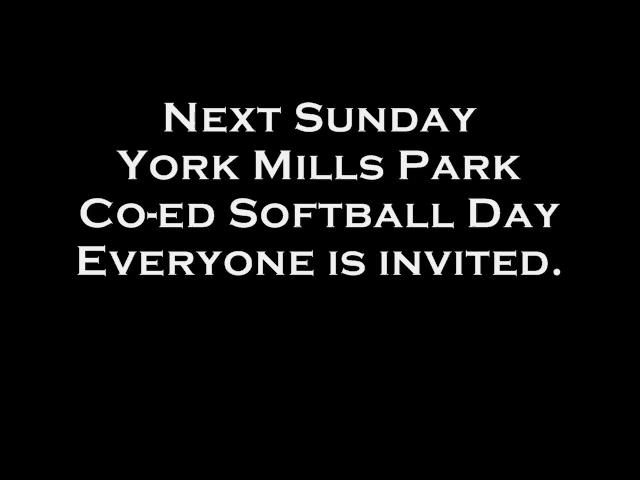 Next Sunday
York Mills Park
Co-ed Softball Day
Everyone is invited.